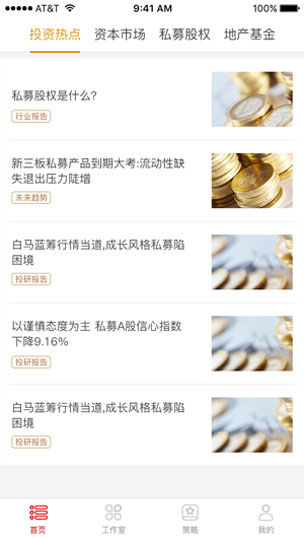 AT&T 9:41 AM 100%
投资热点 资本市场 私募股权 地产基金
私募股权是什么?
行业报告
新三板私募产品到期大考:流动性缺
失退出压力陡增
未来趋势
白马蓝筹行情当道,成长风格私募陷
困境
投研报告
以谨慎态度为主 私募A股信心指数
下降9.16%
投研报告
白马蓝筹行情当道,成长风格私募陷
困境
投研报告
首页 工作室 策略 我的